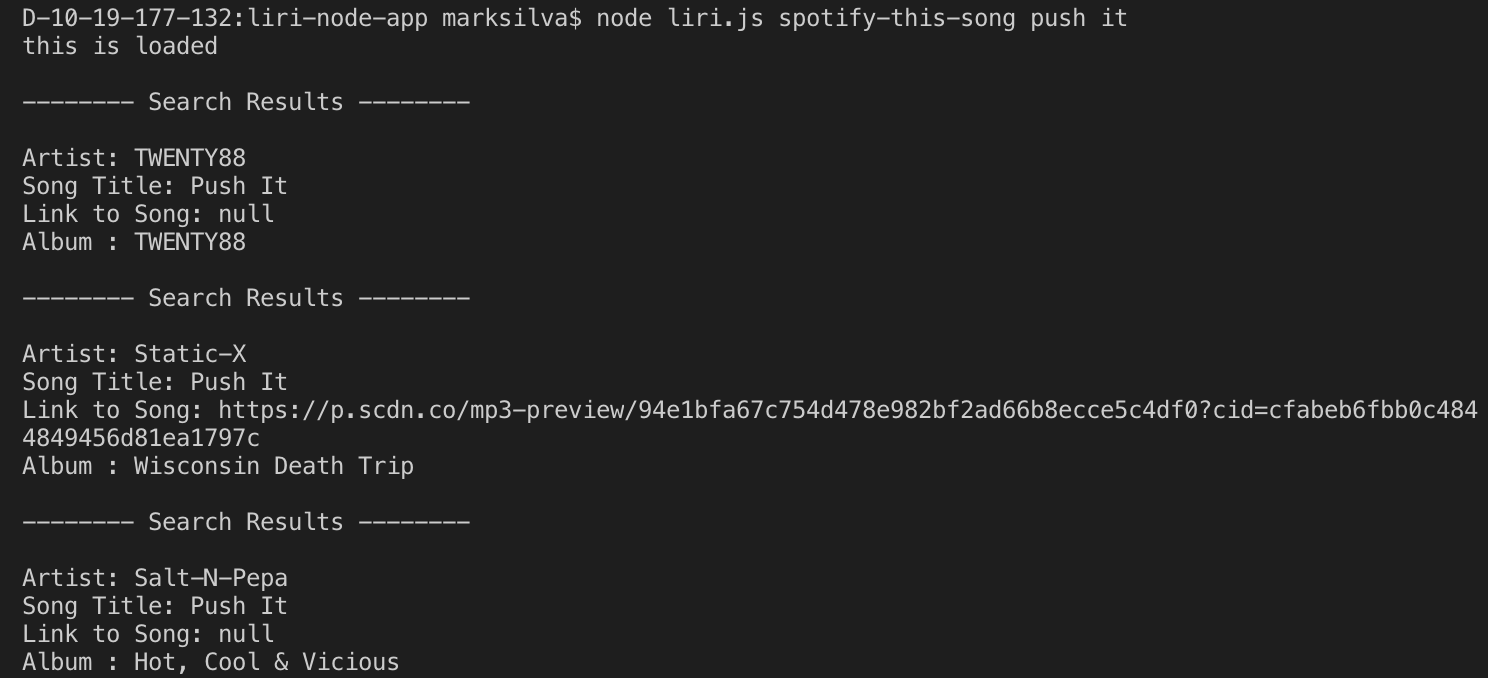 D-10-19-177-132:liri-node-app marksilva$ node liri.js spotify-this-song push it
this is loaded
-------- Search Results --------
Artist: TWENTY88
Song Title: Push It
Link to Song: null
Album : TWENTY88
-------- Search Results --------
Artist: Static-X
Song Title: Push It
Link to Song: https://p.scdn.co/mp3-preview/94e1bfa67c754d478e982bf2ad66b8ecce5c4df0?cid=cfabeb6fbb0c484
4849456d81ea1797c
Album : Wisconsin Death Trip
-------- Search Results --------
Artist: Salt-N-Pepa
Song Title: Push It
Link to Song: null
Album : Hot, Cool & Vicious